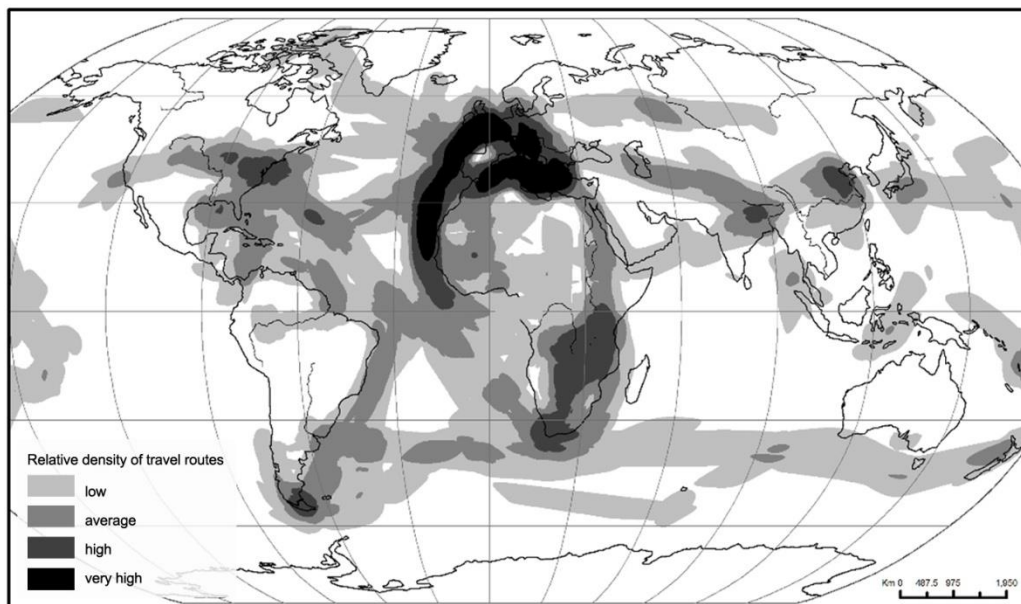 Relative density of travel routes
low
average
high
very high
Km 0 487.5 975 1,950